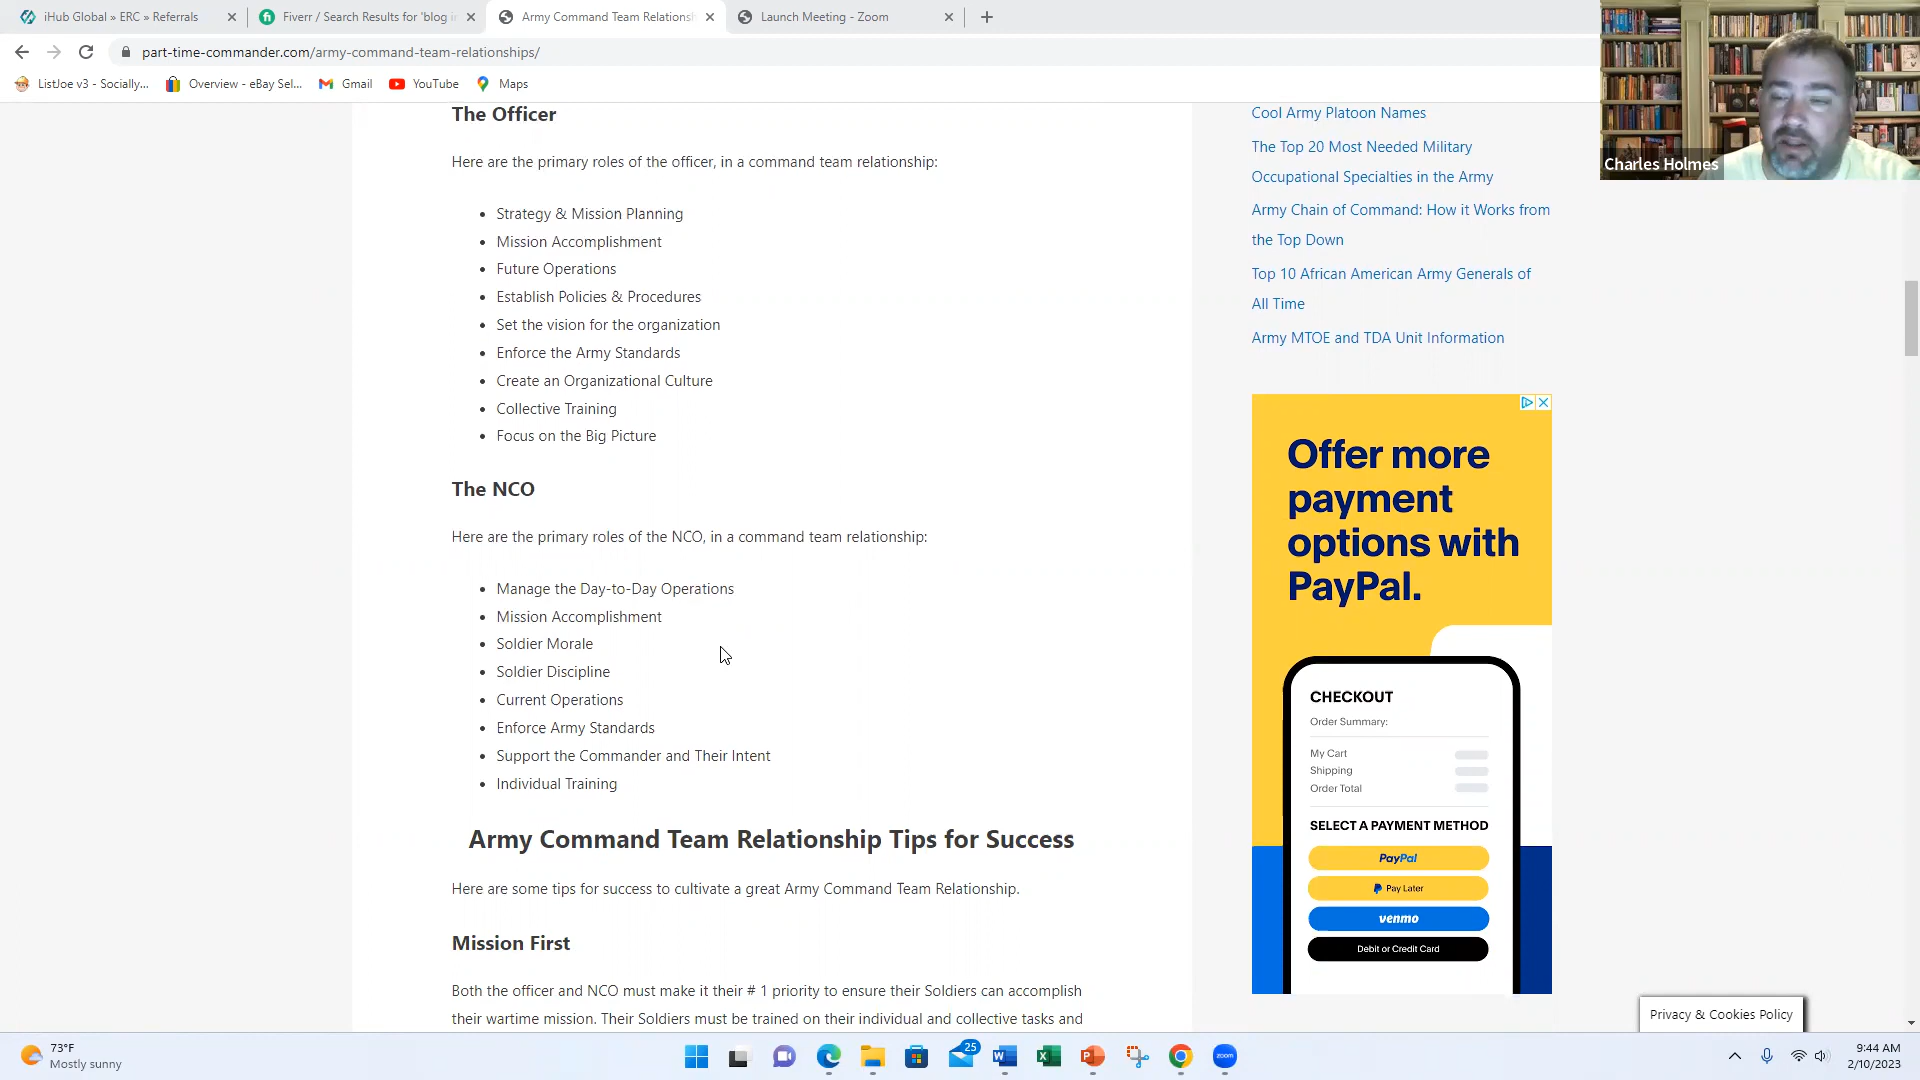 iHub Global » ERC » Referrals
Fiverr / Search Results for 'blog i
Army Command Team Relations
Launch Meeting - Zoom
part-time-commander.com/army-command-team-relationships/
ListJoe v3 - Socially...
Overview - eBay Sel...
Gmail
YouTube
Maps
The Officer
Here are the primary roles of the officer, in a command team relationship:
Strategy & Mission Planning
Mission Accomplishment
Future Operations
Establish Policies & Procedures
Set the vision for the organization
Enforce the Army Standards
Create an Organizational Culture
Collective Training
Focus on the Big Picture
The NCO
Here are the primary roles of the NCO, in a command team relationship:
Manage the Day-to-Day Operations
Mission Accomplishment
Soldier Morale
Soldier Discipline
Current Operations
Enforce Army Standards
Support the Commander and Their Intent
Individual Training
Army Command Team Relationship Tips for Success
Here are some tips for success to cultivate a great Army Command Team Relationship.
Mission First
Both the officer and NCO must make it their # 1 priority to ensure their Soldiers can accomplish
their wartime mission. Their Soldiers must be trained on their individual and collective tasks and
Cool Army Platoon Names
The Top 20 Most Needed Military
Occupational Specialties in the Army
Army Chain of Command: How it Works from
the Top Down
Top 10 African American Army Generals of
All Time
Army MTOE and TDA Unit Information
Offer more
payment
options with
PayPal.
CHECKOUT
Order Summary:
My Cart
Shipping
Order Total
SELECT A PAYMENT METHOD
PayPal
Pay Later
venmo
Debit or Credit Card
Charles Holmes
Privacy & Cookies Policy
73°F
Mostly sunny
25
zoom
9:44 AM
2/10/2023